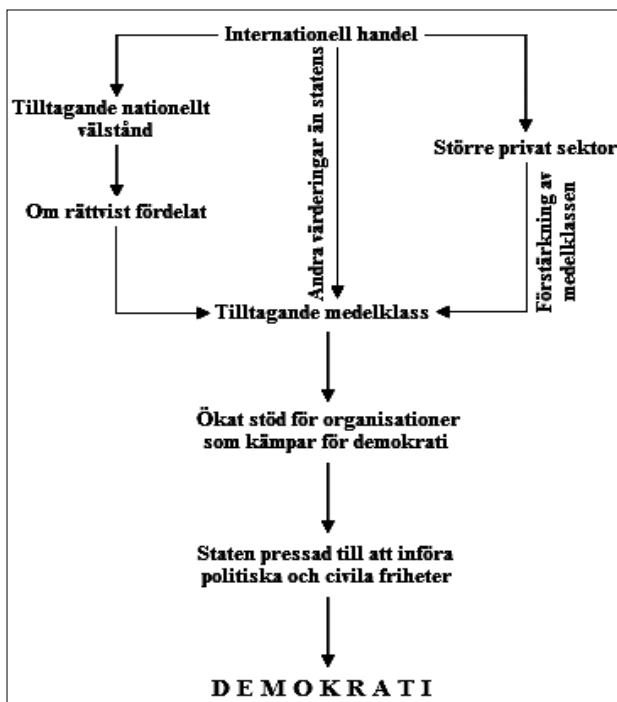 Internationell handel
Tilltagande nationellt
välstånd
Andra värderingar än statens
Större privat sektor
Om rättvist fördelat
Förstärkning av
medelklassen
Tilltagande medelklass
Ökat stöd för organisationer
som kämpar för demokrati
Staten pressad till att införa
politiska och civila friheter
D E M O K R A T I